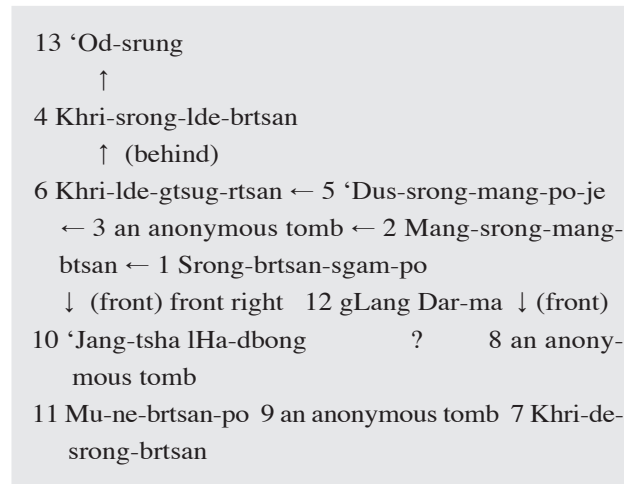 13 ‘Od-srung
↑
4 Khri-srong-lde-brtsan
↑ (behind)
6 Khri-lde-gtsug-rtsan ← 5 ‘Dus-srong-mang-po-je
← 3 an anonymous tomb ← 2 Mang-srong-mang-
btsan ← 1 Srong-brtsan-sgam-po
↓ (front) front right 12 gLang Dar-ma ↓ (front)
10 ‘Jang-tsha lHa-dbong ? 8 an anony-
mous tomb
11 Mu-ne-brtsan-po 9 an anonymous tomb 7 Khri-de-
srong-brtsan